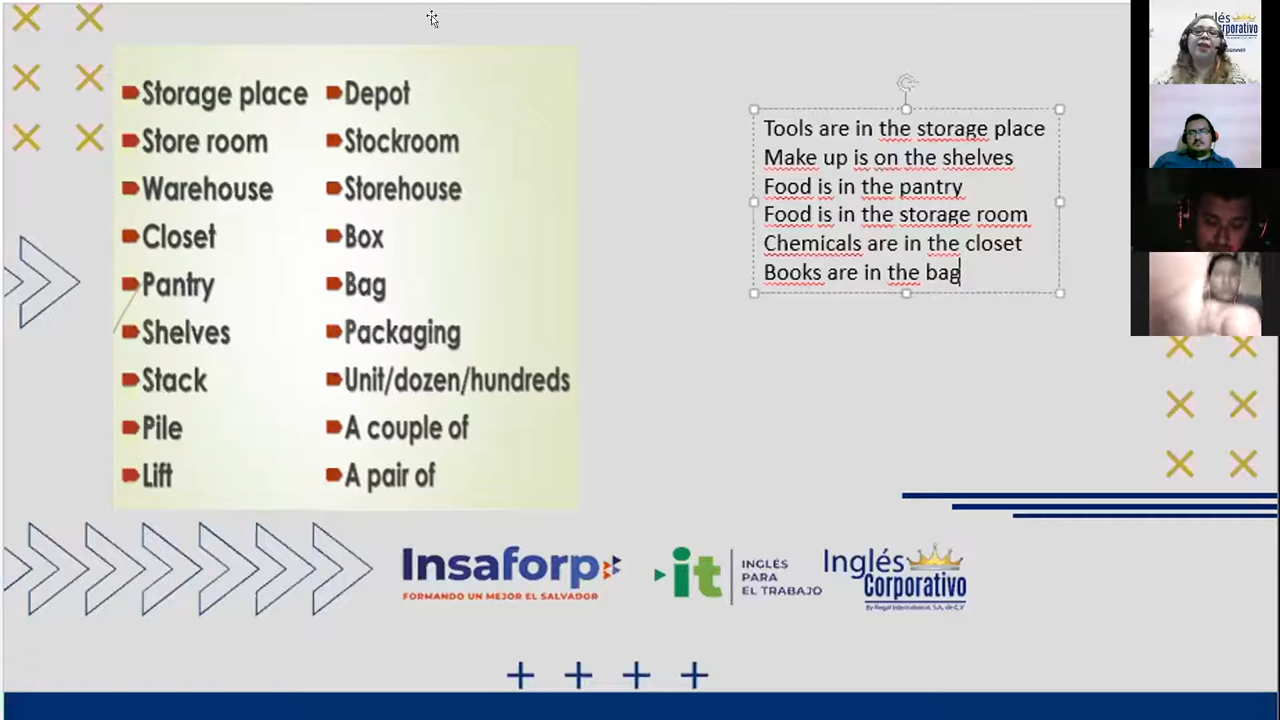 Storage place
Store room
Warehouse
Closet
Pantry
Shelves
Stack
Pile
Lift
Depot
Stockroom
Storehouse
Box
Bag
Packaging
Unit/dozen/hundreds
A couple of
A pair of
Tools are in the storage place
Make up is on the shelves
Food is in the pantry
Food is in the storage room
Chemicals are in the closet
Books are in the bag
Insaforp
FORMANDO UN MEJOR EL SALVADOR
it
INGLÉS
PARA
EL TRABAJO
Inglés
Corporativo
By Regal International, S.A. de C.V